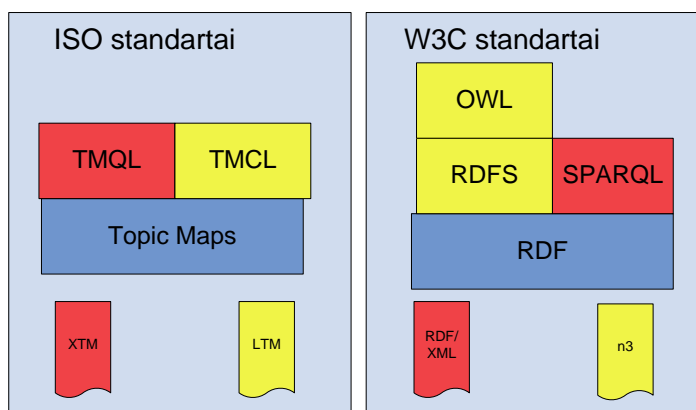 ISO standartai
TMQL
TMCL
Topic Maps
XTM
LTM
W3C standartai
OWL
RDFS
SPARQL
RDF
RDF/
XML
n3